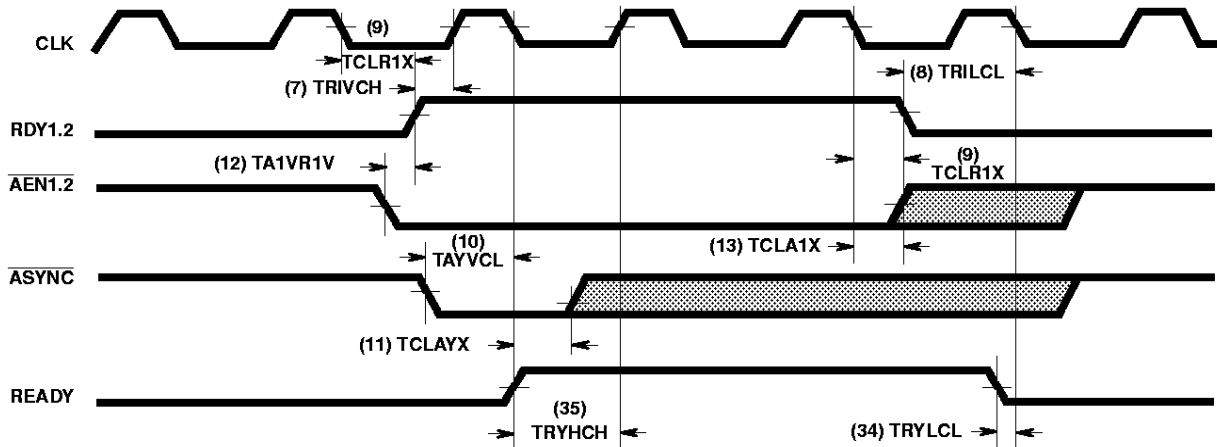 CLK
(9)
TCLR1X
(7) TRIVCH
(8) TRILCL
RDY1.2
(12) TA1VR1V
(9)
TCLR1X
AEN1.2
(10)
TAYVCL
(13) TCLA1X
ASYNC
(11) TCLAYX
READY
(35)
TRYHCH
(34) TRYLCL